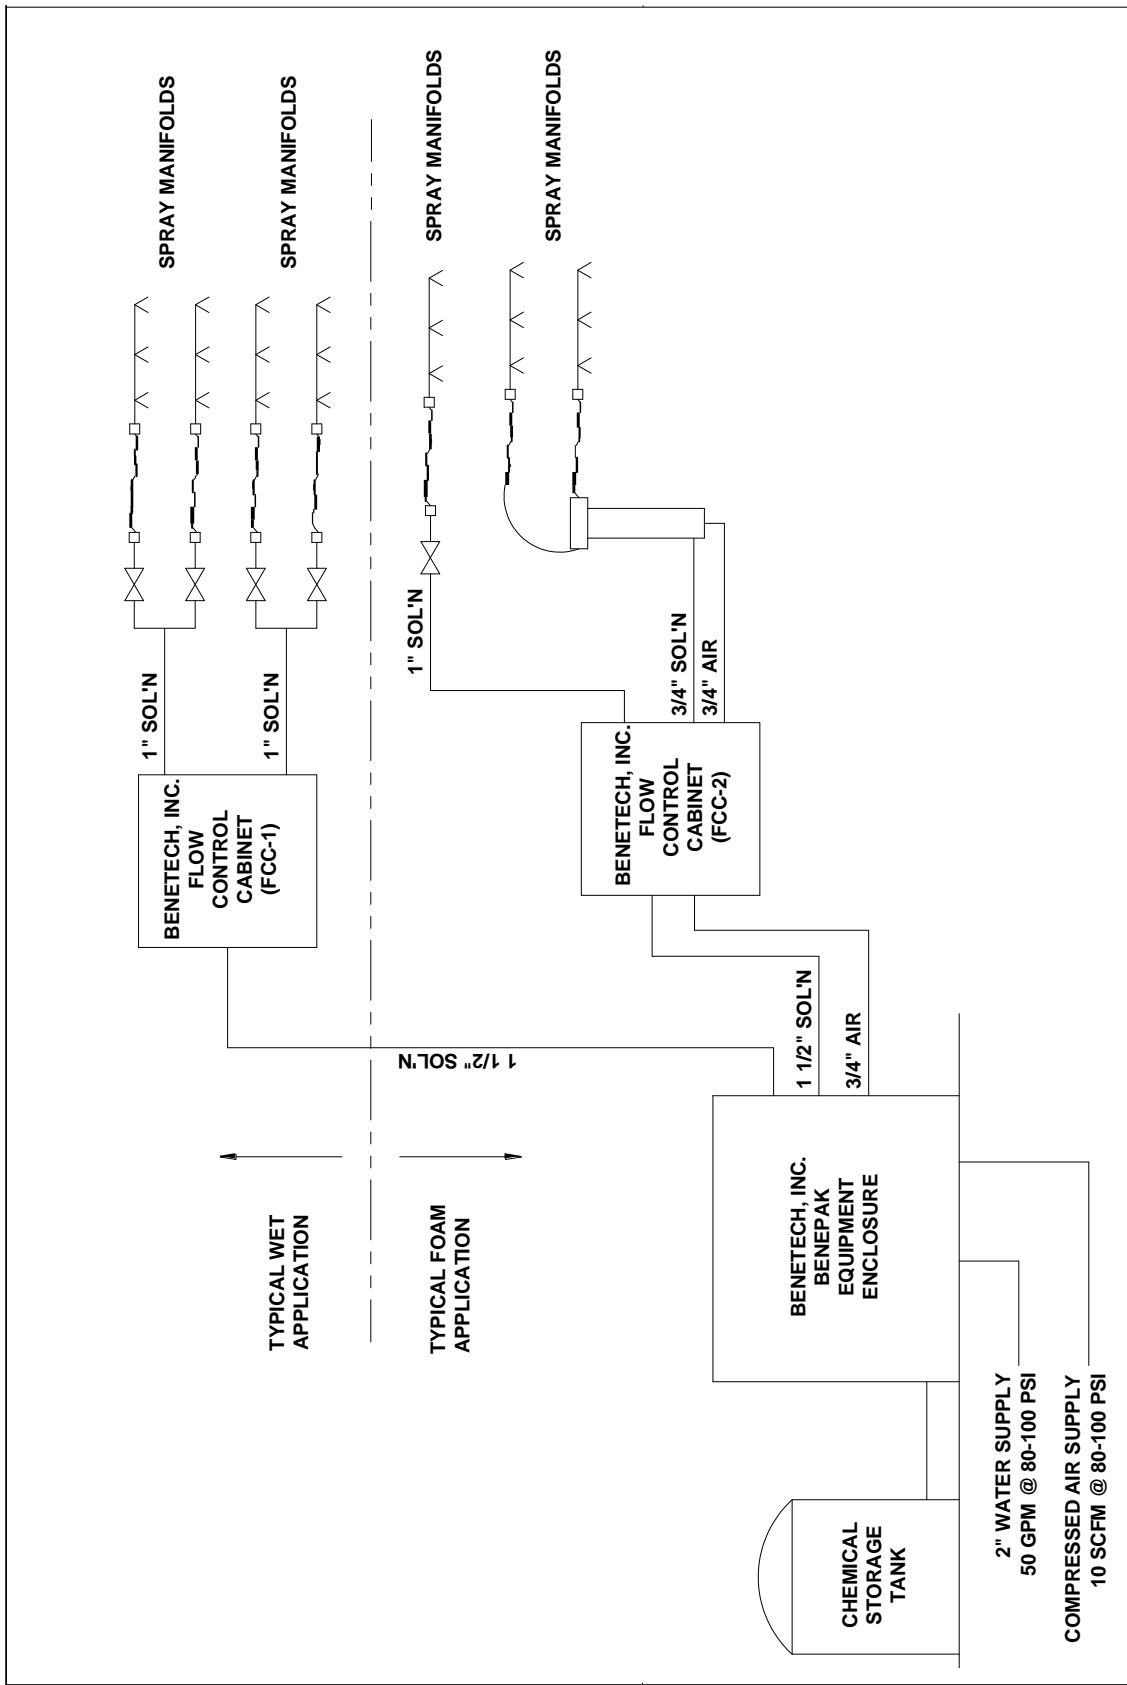 SPRAY MANIFOLDS
SPRAY MANIFOLDS
SPRAY MANIFOLDS
SPRAY MANIFOLDS
1" SOL'N
1" SOL'N
1" SOL'N
3/4" SOL'N
3/4" AIR
BENETECH, INC.
FLOW
CONTROL
CABINET
(FCC-1)
BENETECH, INC.
FLOW
CONTROL
CABINET
(FCC-2)
1 1/2" SOL'N
1 1/2" SOL'N
3/4" AIR
TYPICAL WET
APPLICATION
TYPICAL FOAM
APPLICATION
BENETECH, INC.
BENEPAK
EQUIPMENT
ENCLOSURE
CHEMICAL
STORAGE
TANK
2" WATER SUPPLY
50 GPM @ 80-100 PSI
COMPRESSED AIR SUPPLY
10 SCFM @ 80-100 PSI